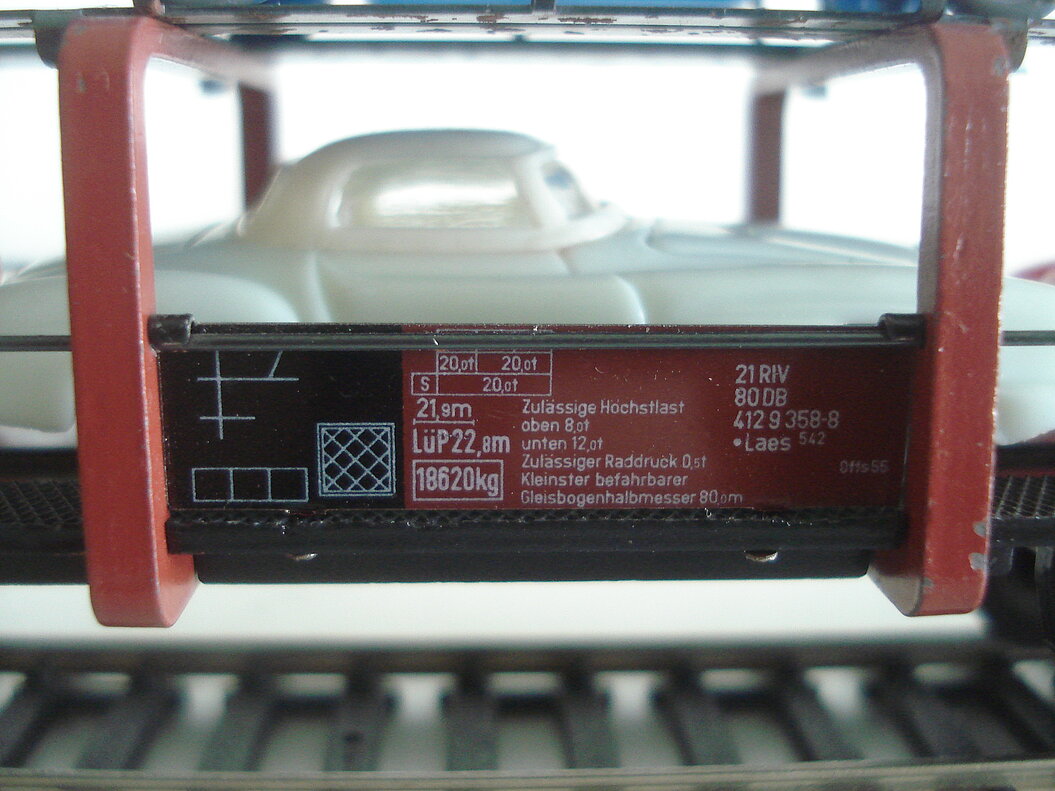 20,0t 20,0t
S 20,0t
21,9m
LüP 22,8m
18620kg
Zulässige Höchstlast
oben 8,0t
unten 12,0t
Zulässiger Raddruck 0,5t
Kleinster befahrbarer
Gleisbogenhalbmesser 80,0m
21 RIV
80 DB
412 9 358-8
•Laes 542
Offs 55